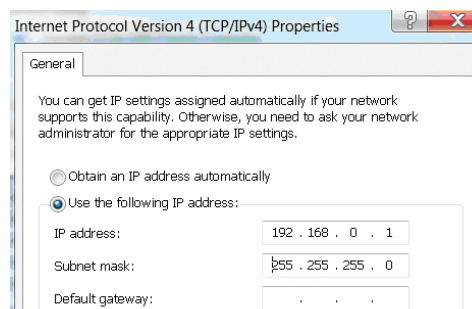 Internet Protocol Version 4 (TCP/IPv4) Properties
General
You can get IP settings assigned automatically if your network
supports this capability. Otherwise, you need to ask your network
administrator for the appropriate IP settings.
Obtain an IP address automatically
Use the following IP address:
IP address: 192 . 168 . 0 . 1
Subnet mask: 255 . 255 . 255 . 0
Default gateway: . . .